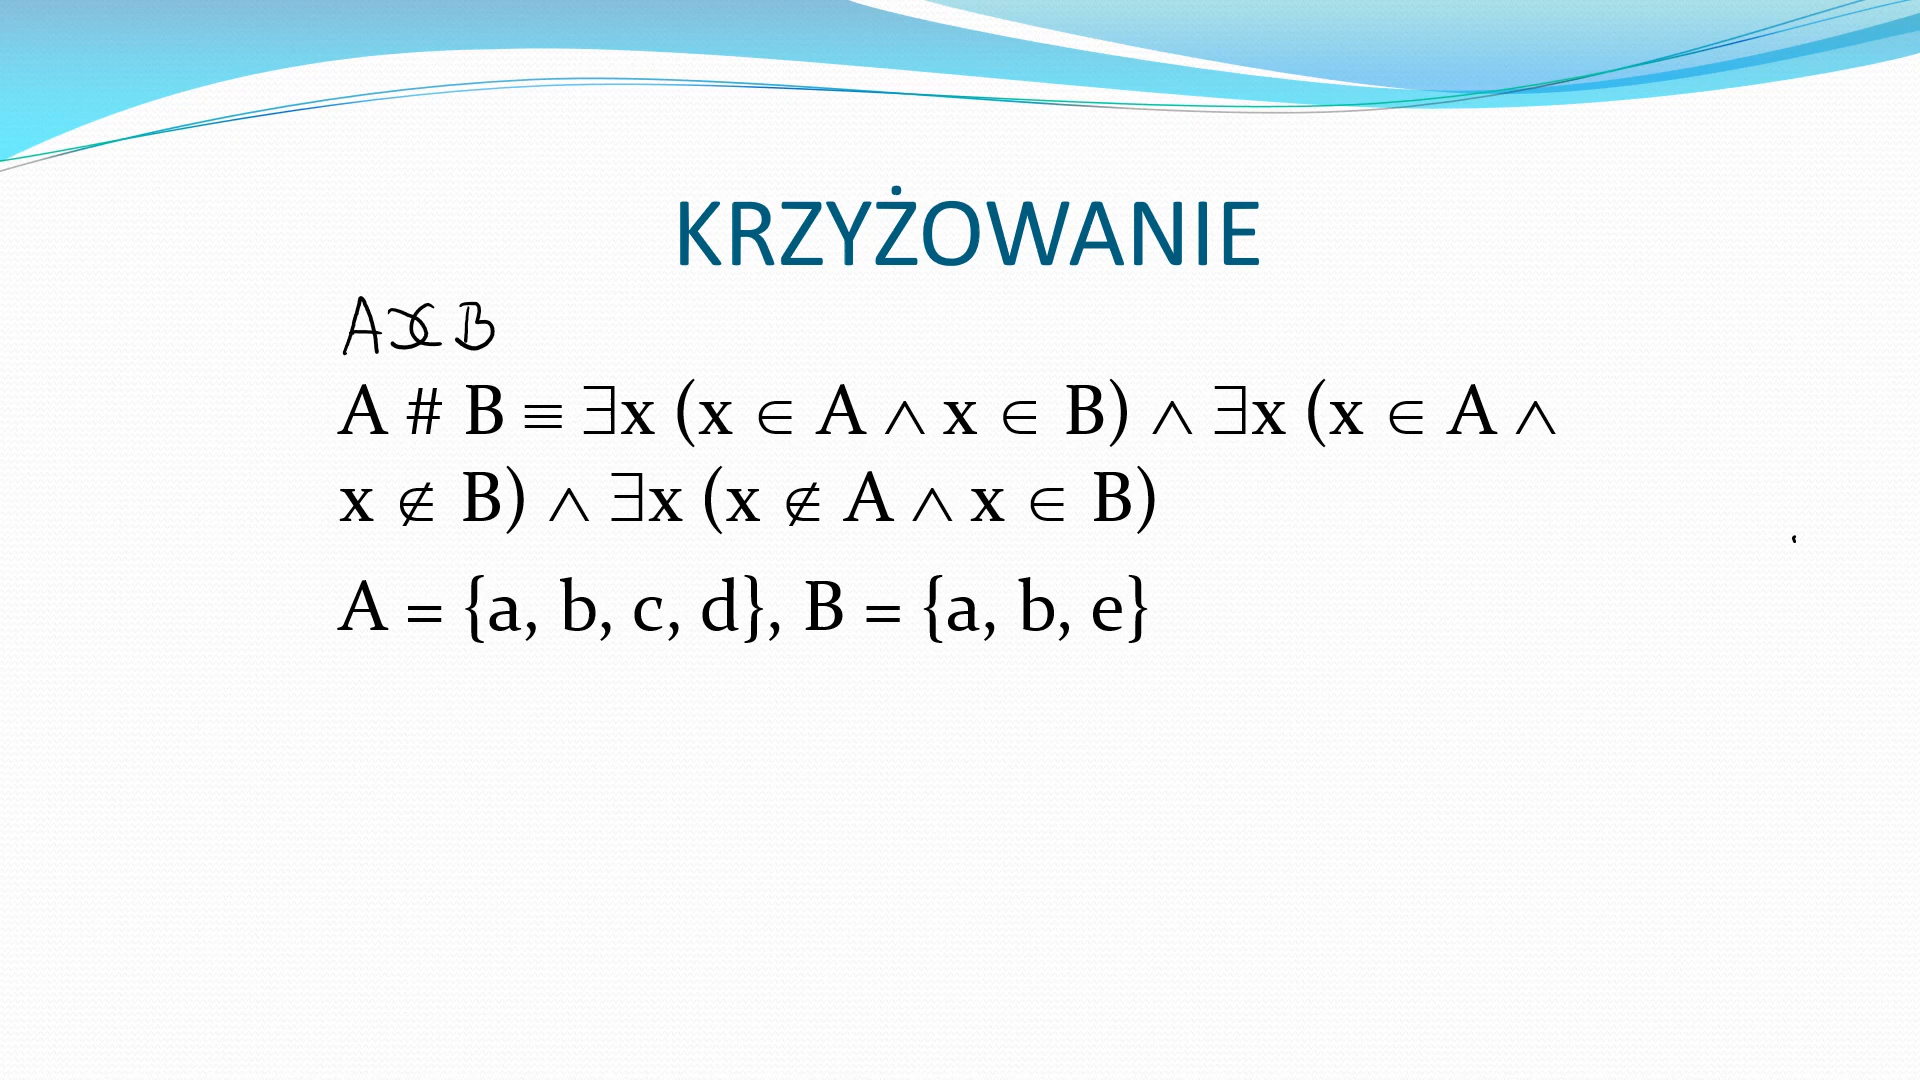 KRZYŻOWANIE
A X B
A # B ≡ ∃x (x ∈ A ∧ x ∈ B) ∧ ∃x (x ∈ A ∧
x ∉ B) ∧ ∃x (x ∉ A ∧ x ∈ B)
A = {a, b, c, d}, B = {a, b, e}